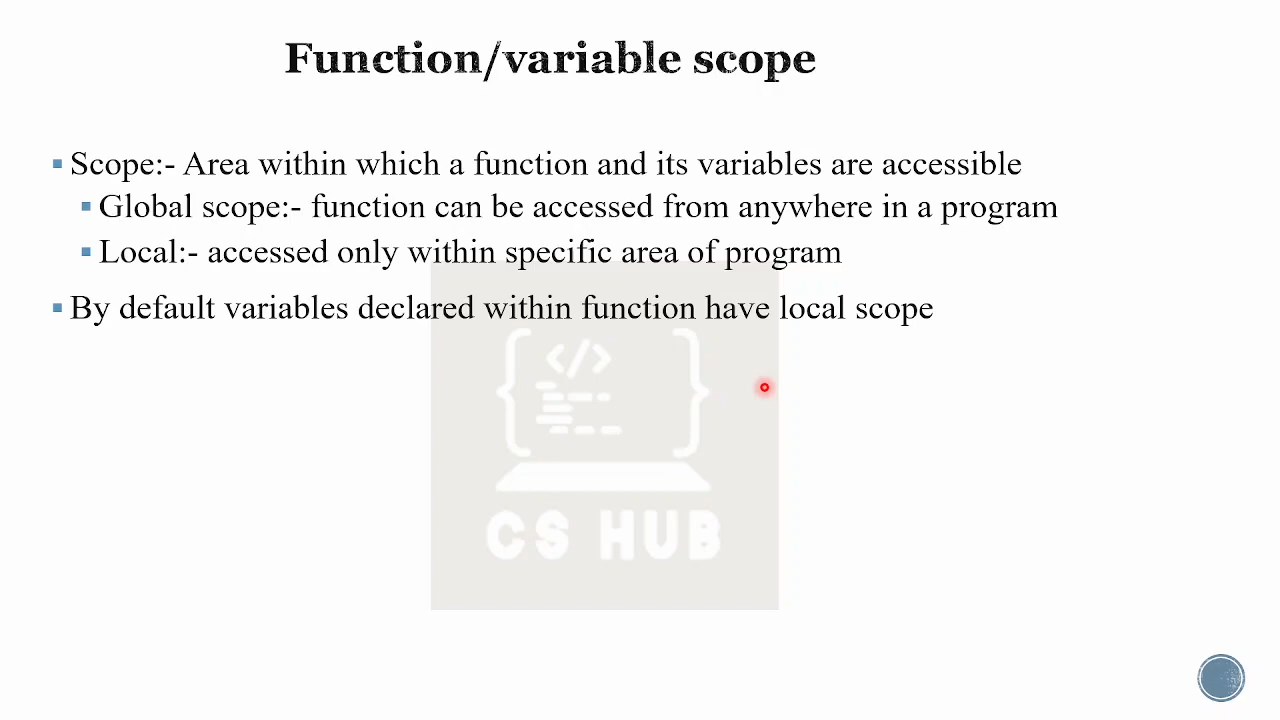 Function/variable scope
Scope:- Area within which a function and its variables are accessible
Global scope:- function can be accessed from anywhere in a program
Local:- accessed only within specific area of program
By default variables declared within function have local scope
</>
CS HUB